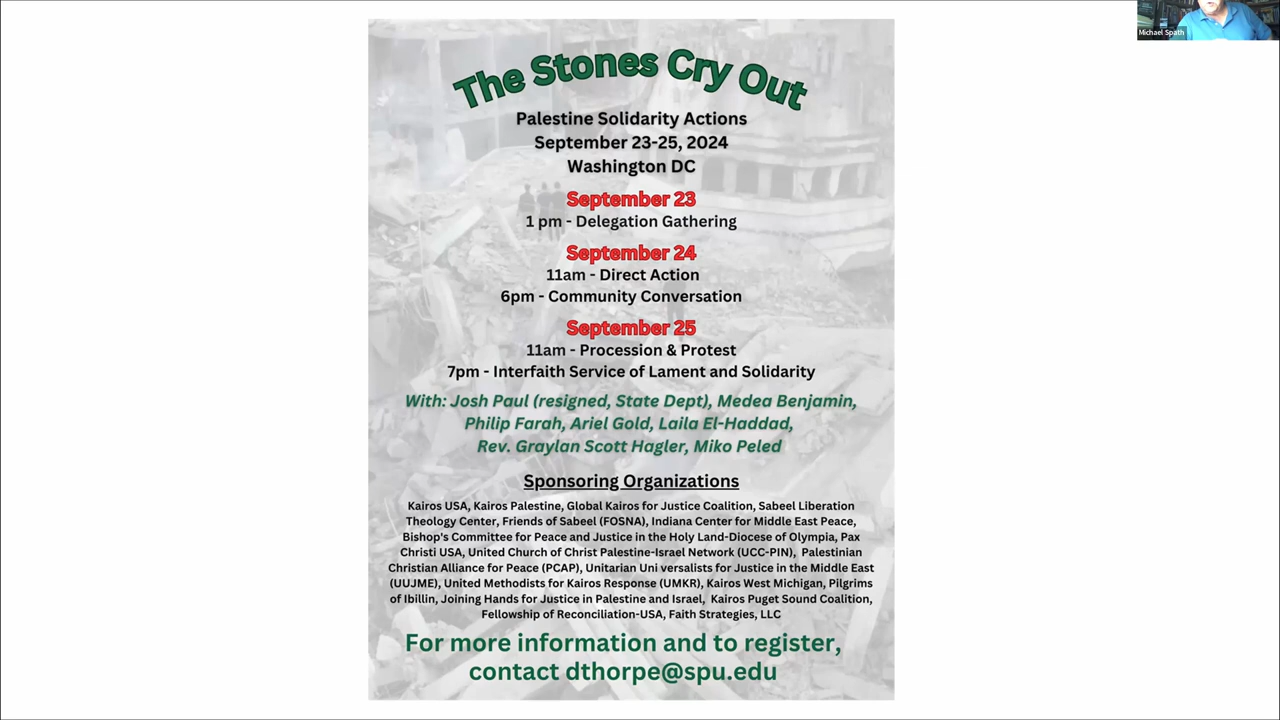 The Stones Cry Out
Palestine Solidarity Actions
September 23-25, 2024
Washington DC
September 23
1 pm - Delegation Gathering
September 24
11am - Direct Action
6pm - Community Conversation
September 25
11am - Procession & Protest
7pm - Interfaith Service of Lament and Solidarity
With: Josh Paul (resigned, State Dept), Medea Benjamin,
Philip Farah, Ariel Gold, Laila El-Haddad,
Rev. Graylan Scott Hagler, Miko Peled
Sponsoring Organizations
Kairos USA, Kairos Palestine, Global Kairos for Justice Coalition, Sabeel Liberation
Theology Center, Friends of Sabeel (FOSNA), Indiana Center for Middle East Peace,
Bishop's Committee for Peace and Justice in the Holy Land-Diocese of Olympia, Pax
Christi USA, United Church of Christ Palestine-Israel Network (UCC-PIN), Palestinian
Christian Alliance for Peace (PCAP), Unitarian Uni versalists for Justice in the Middle East
(UUJME), United Methodists for Kairos Response (UMKR), Kairos West Michigan, Pilgrims
of Ibillin, Joining Hands for Justice in Palestine and Israel, Kairos Puget Sound Coalition,
Fellowship of Reconciliation-USA, Faith Strategies, LLC
For more information and to register,
contact dthorpe@spu.edu
Michael Spath